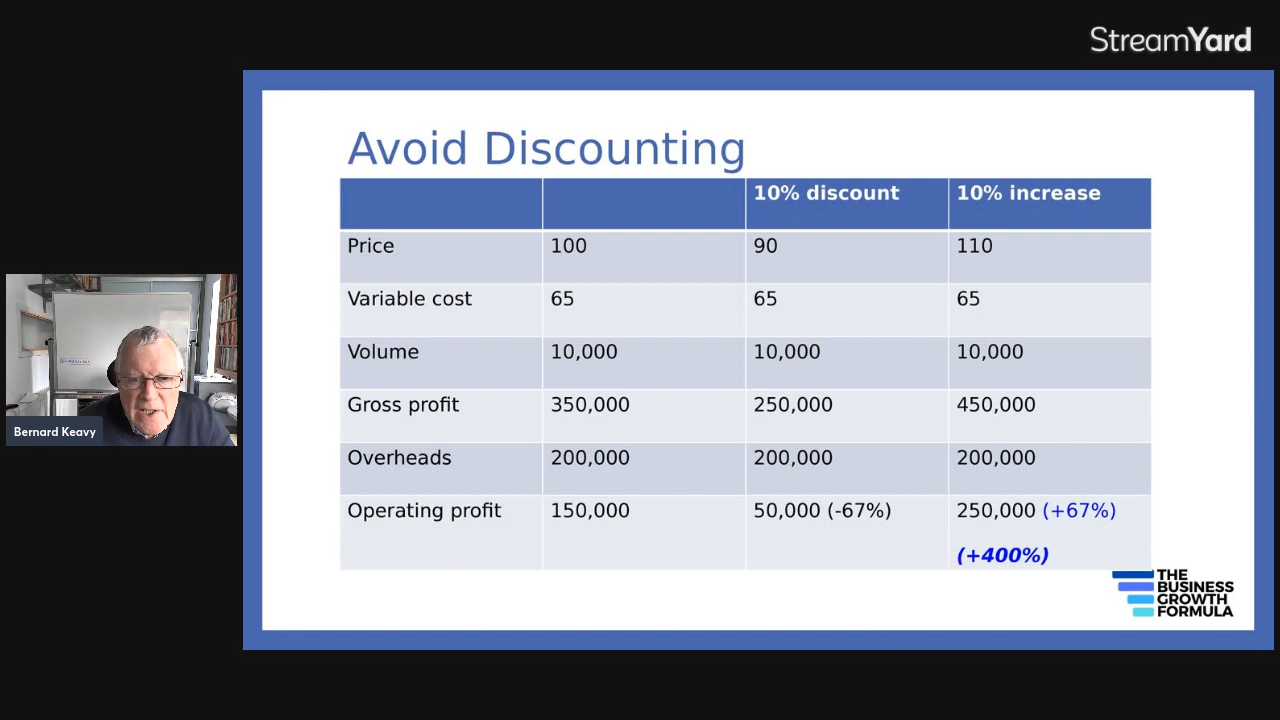 StreamYard
Avoid Discounting
10% discount 10% increase
Price 100 90 110
Variable cost 65 65 65
Volume 10,000 10,000 10,000
Gross profit 350,000 250,000 450,000
Overheads 200,000 200,000 200,000
Operating profit 150,000 50,000 (-67%) 250,000 (+67%)
(+400%)
Bernard Keavy
THE
BUSINESS
GROWTH
FORMULA